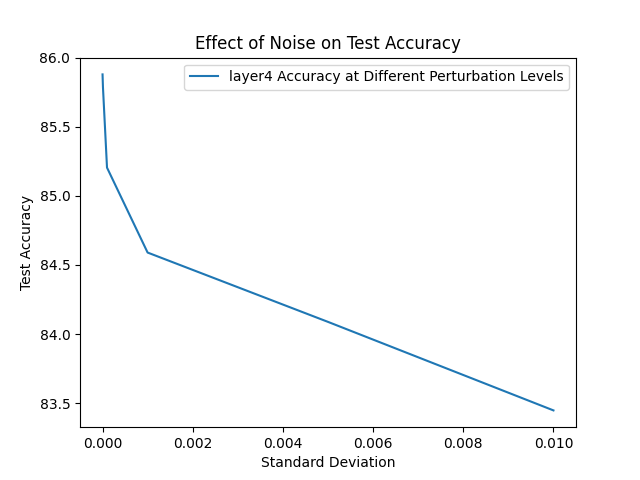 Effect of Noise on Test Accuracy
layer4 Accuracy at Different Perturbation Levels
86.0
85.5
85.0
84.5
84.0
83.5
Test Accuracy
0.000 0.002 0.004 0.006 0.008 0.010
Standard Deviation